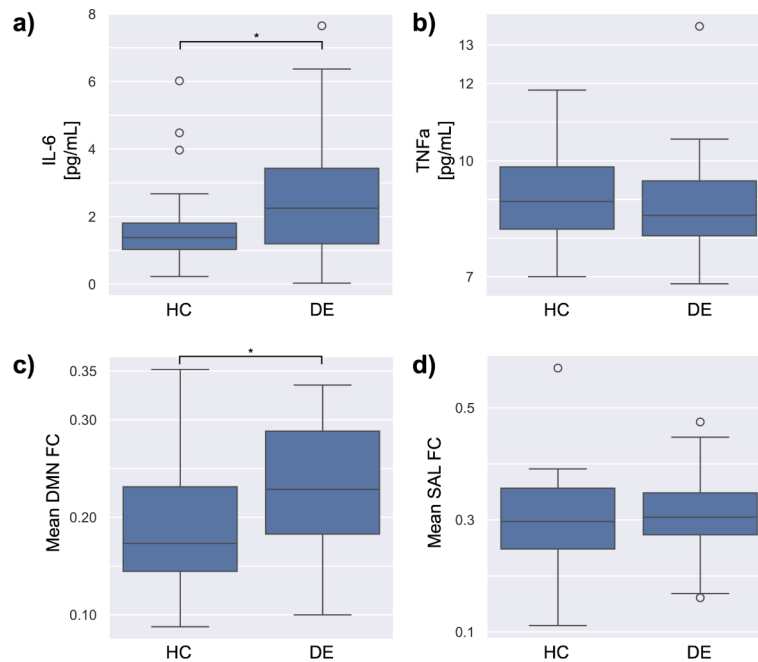 a)
8
6
4
2
0
IL-6
[pg/mL]
*
HC
DE
b)
13
12
10
7
TNFa
[pg/mL]
HC
DE
c)
0.35
0.30
0.20
0.10
Mean DMN FC
*
HC
DE
d)
0.5
0.3
0.1
Mean SAL FC
HC
DE